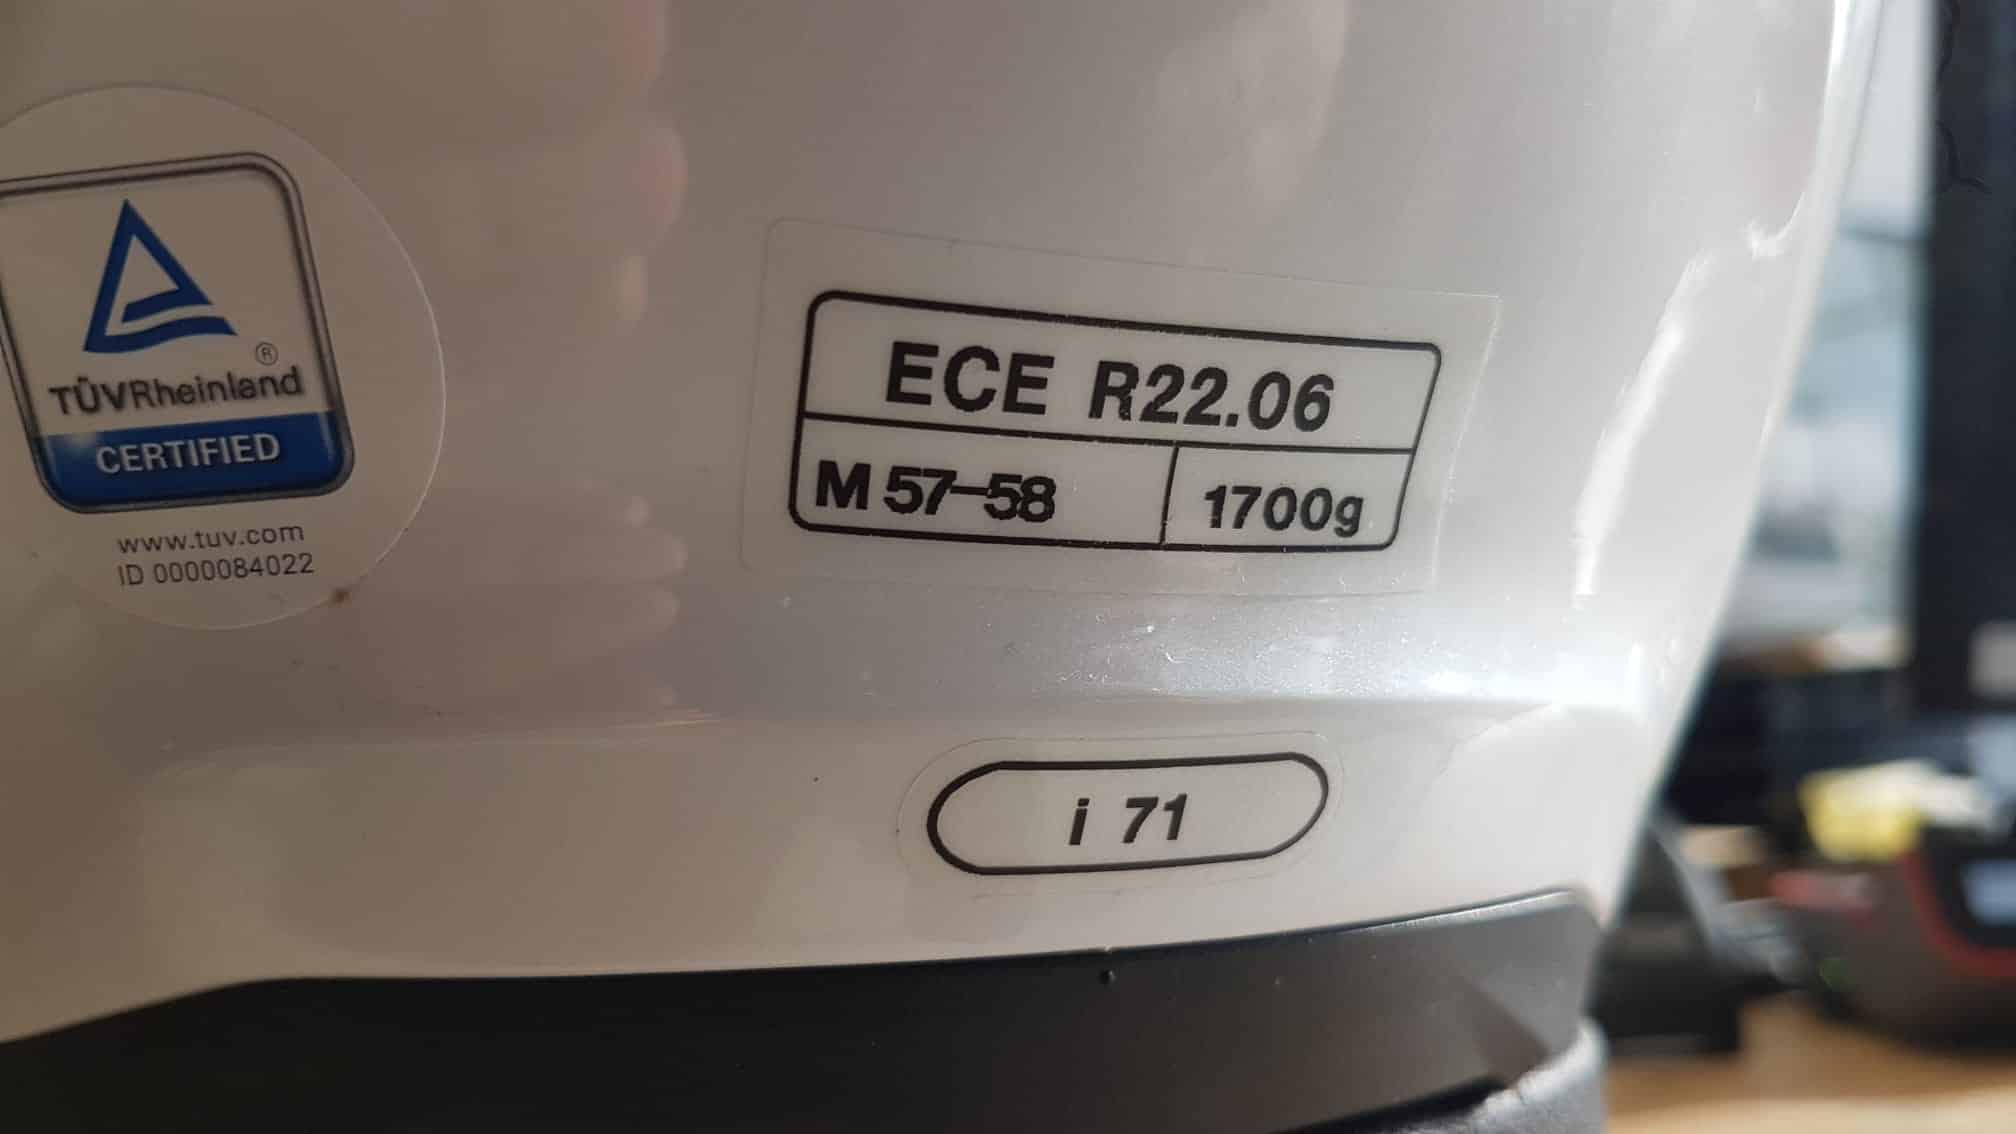 ®
TÜVRheinland
CERTIFIED
www.tuv.com
ID 0000084022
ECE R22.06
M 57-58 1700g
i 71